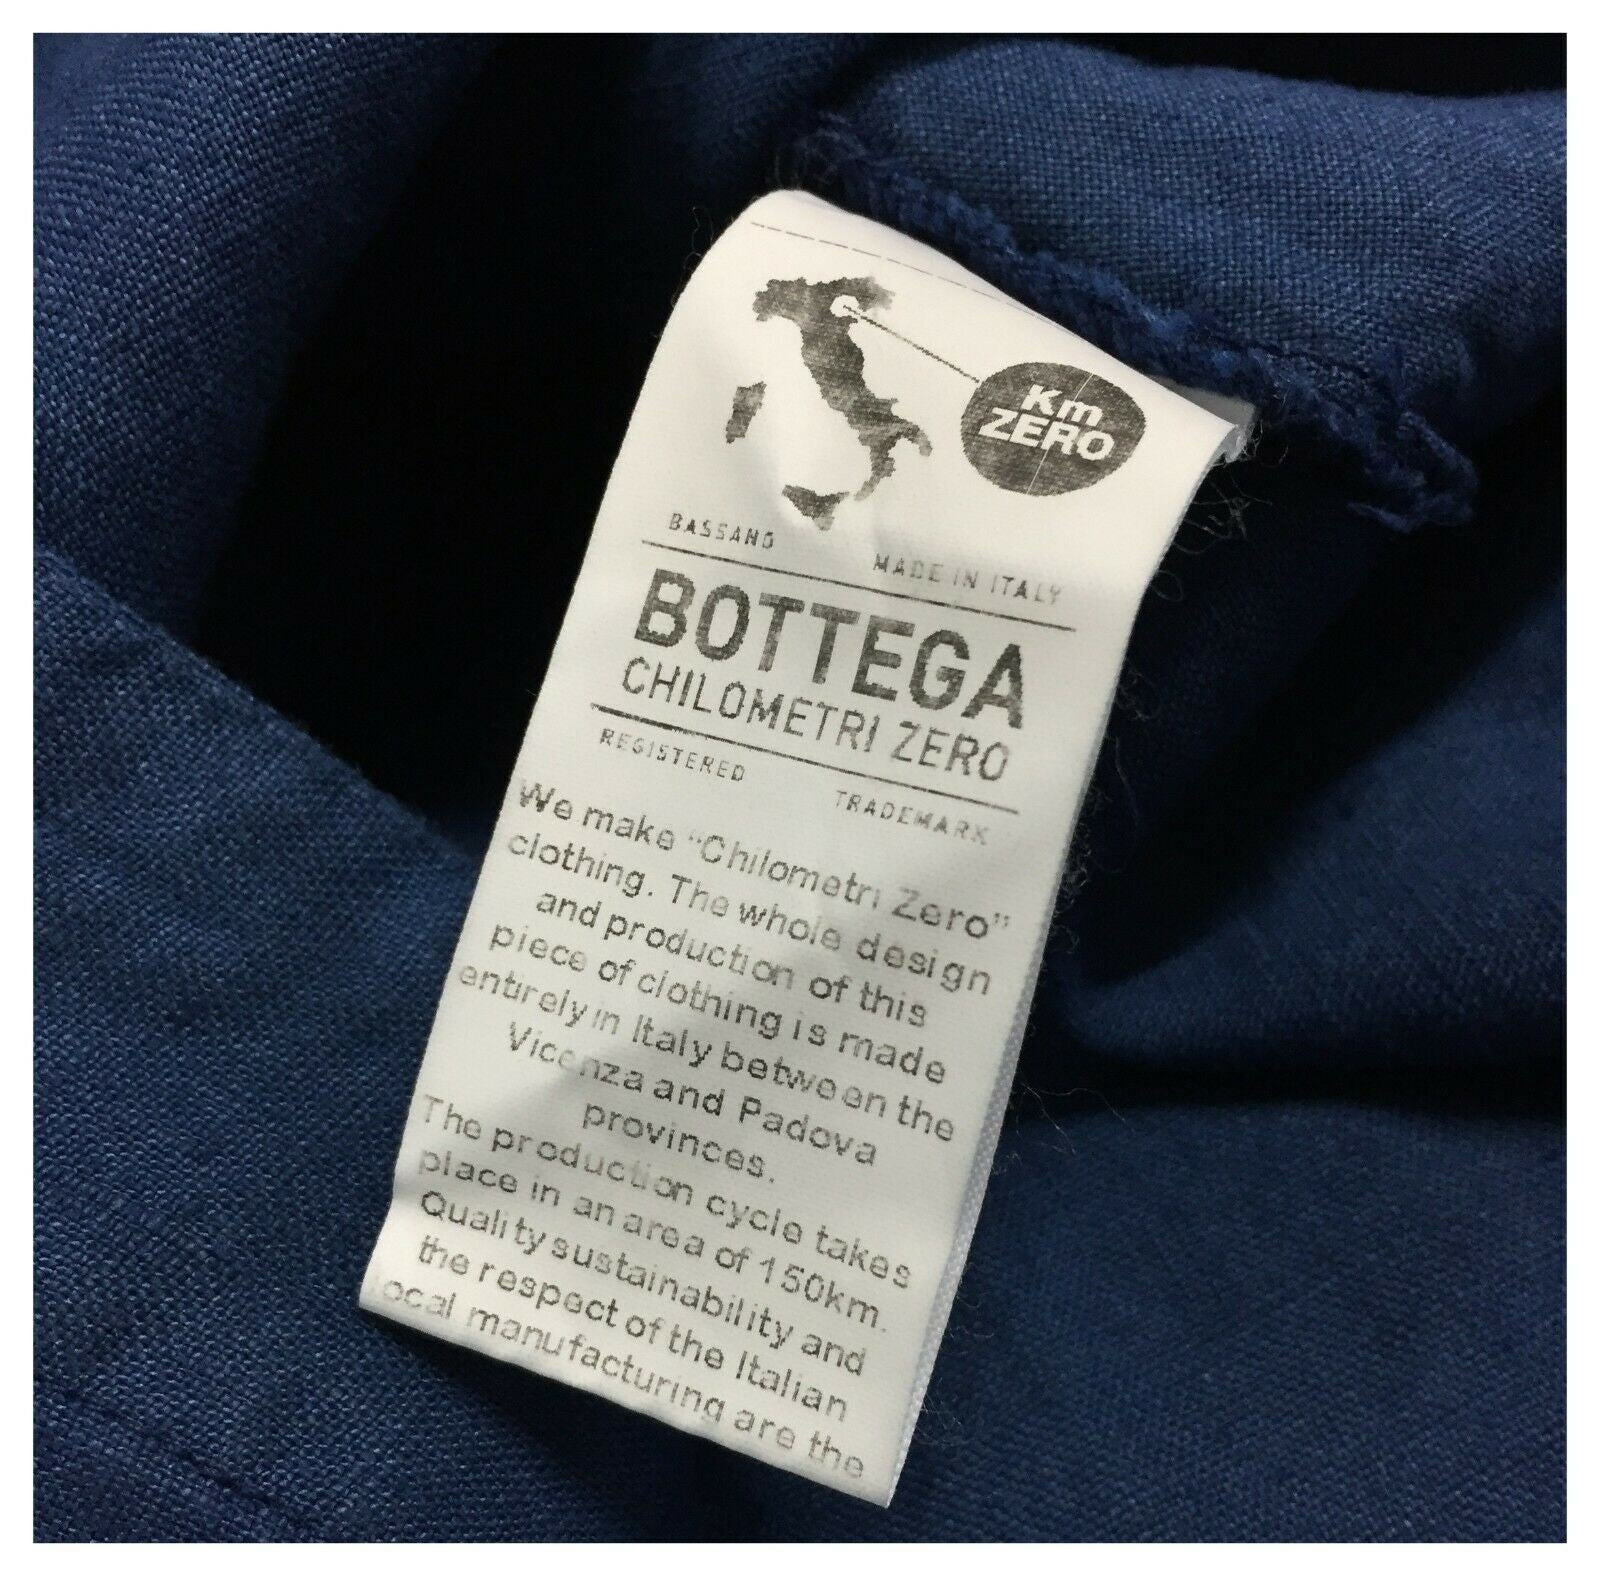 Km
ZERO
BASSANO MADE IN ITALY
BOTTEGA
CHILOMETRI ZERO
REGISTERED TRADEMARK
We make "Chilometri Zero"
clothing. The whole design
and production of this
piece of clothing is made
entirely in Italy between the
Vicenza and Padova
provinces.
The production cycle takes
place in an area of 150km.
Quality sustainability and
the respect of the Italian
local manufacturing are the